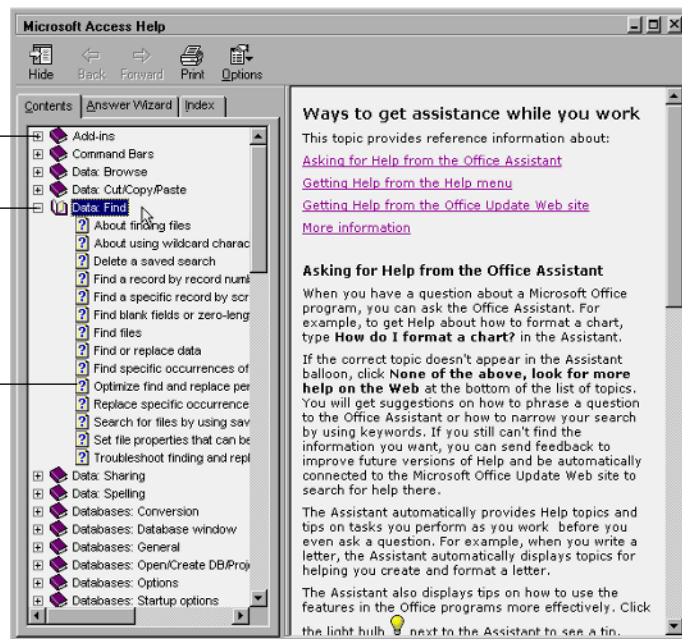 Microsoft Access Help
Hide Back Forward Print Options
Contents Answer Wizard Index
Add-ins
Command Bars
Data: Browse
Data: Cut/Copy/Paste
Data: Find
About finding files
About using wildcard charac
Delete a saved search
Find a record by record numb
Find a specific record by scr
Find blank fields or zero-leng
Find files
Find or replace data
Find specific occurrences of
Optimize find and replace per
Replace specific occurrence
Search for files by using sav
Set file properties that can be
Troubleshoot finding and repl
Data: Sharing
Data: Spelling
Databases: Conversion
Databases: Database window
Databases: General
Databases: Open/Create DB/Proj
Databases: Options
Databases: Startup options
Ways to get assistance while you work
This topic provides reference information about:
Asking for Help from the Office Assistant
Getting Help from the Help menu
Getting Help from the Office Update Web site
More information
Asking for Help from the Office Assistant
When you have a question about a Microsoft Office
program, you can ask the Office Assistant. For
example, to get Help about how to format a chart,
type How do I format a chart? in the Assistant.
If the correct topic doesn't appear in the Assistant
balloon, click None of the above, look for more
help on the Web at the bottom of the list of topics.
You will get suggestions on how to phrase a question
to the Office Assistant or how to narrow your search
by using keywords. If you still can't find the
information you want, you can send feedback to
improve future versions of Help and be automatically
connected to the Microsoft Office Update Web site to
search for help there.
The Assistant automatically provides Help topics and
tips on tasks you perform as you work before you
even ask a question. For example, when you write a
letter, the Assistant automatically displays topics for
helping you create and format a letter.
The Assistant also displays tips on how to use the
features in the Office programs more effectively. Click
the light bulb next to the Assistant to see a tip.